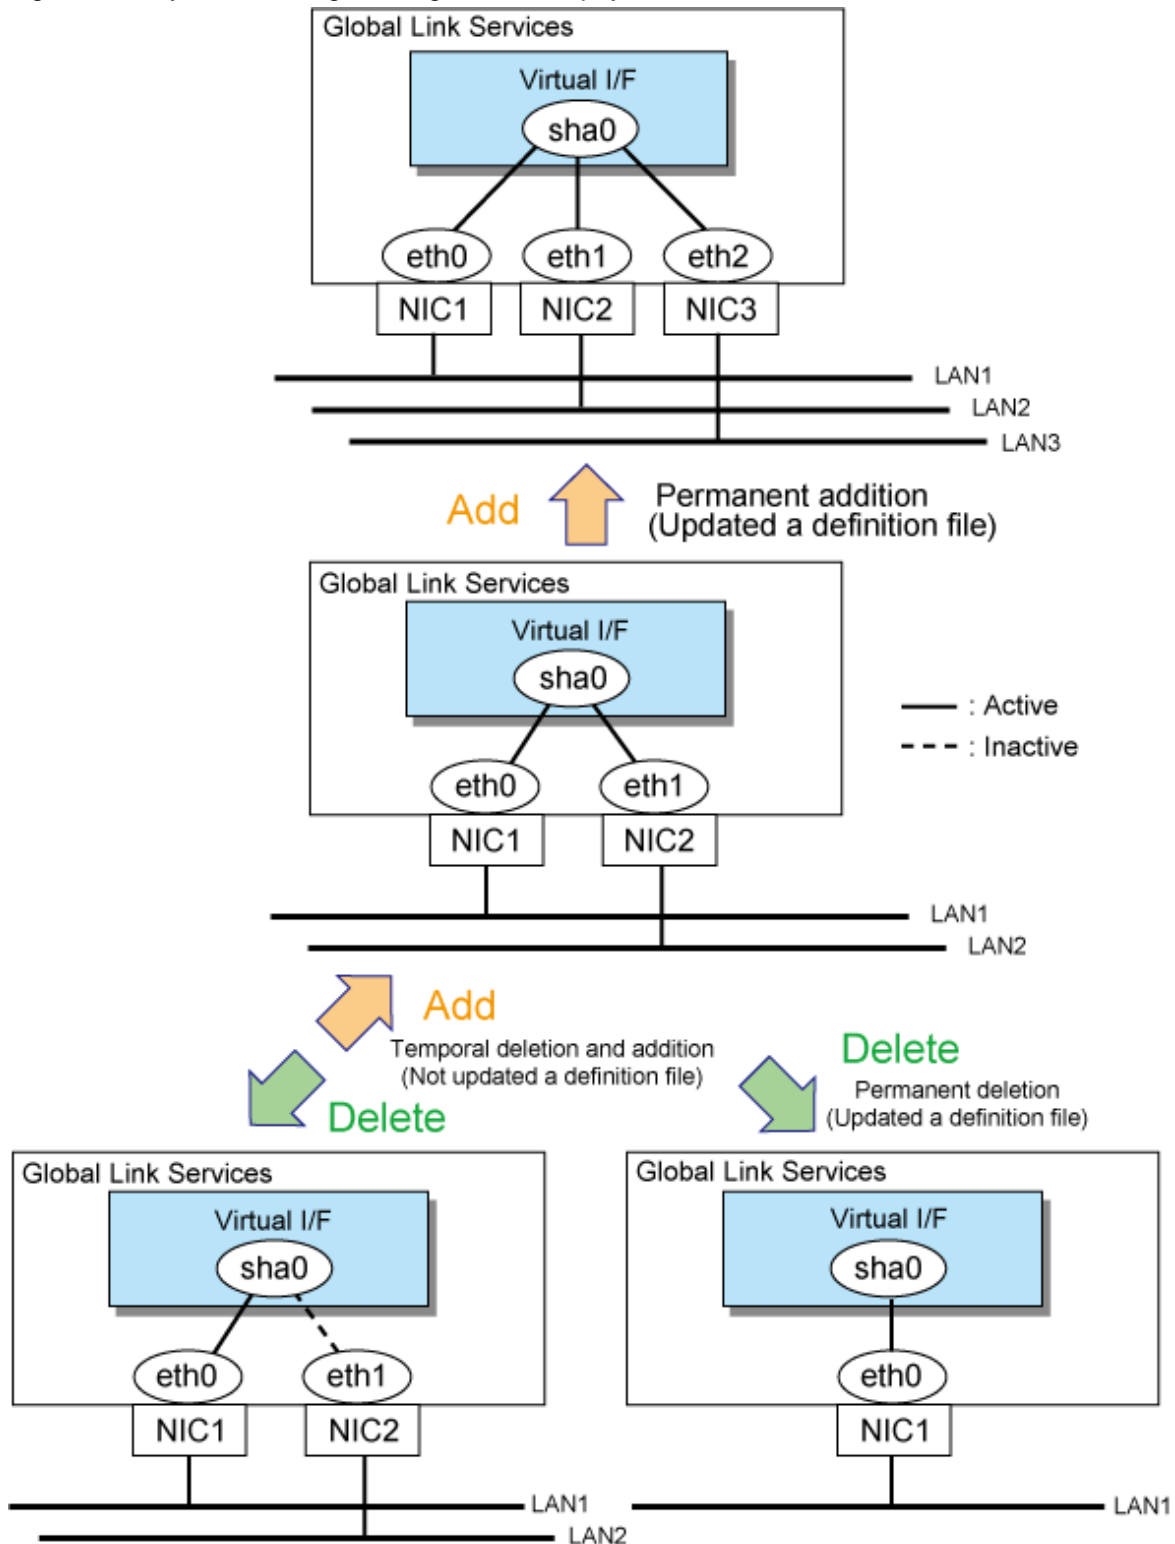 Global Link Services
Virtual I/F
sha0
eth0 eth1 eth2
NIC1 NIC2 NIC3
LAN1
LAN2
LAN3
Add
Permanent addition
(Updated a definition file)
Global Link Services
Virtual I/F
sha0
: Active
: Inactive
eth0 eth1
NIC1 NIC2
LAN1
LAN2
Add
Temporal deletion and addition
(Not updated a definition file)
Delete
Delete
Permanent deletion
(Updated a definition file)
Global Link Services
Virtual I/F
sha0
eth0 eth1
NIC1 NIC2
LAN1
LAN2
Global Link Services
Virtual I/F
sha0
eth0
NIC1
LAN1